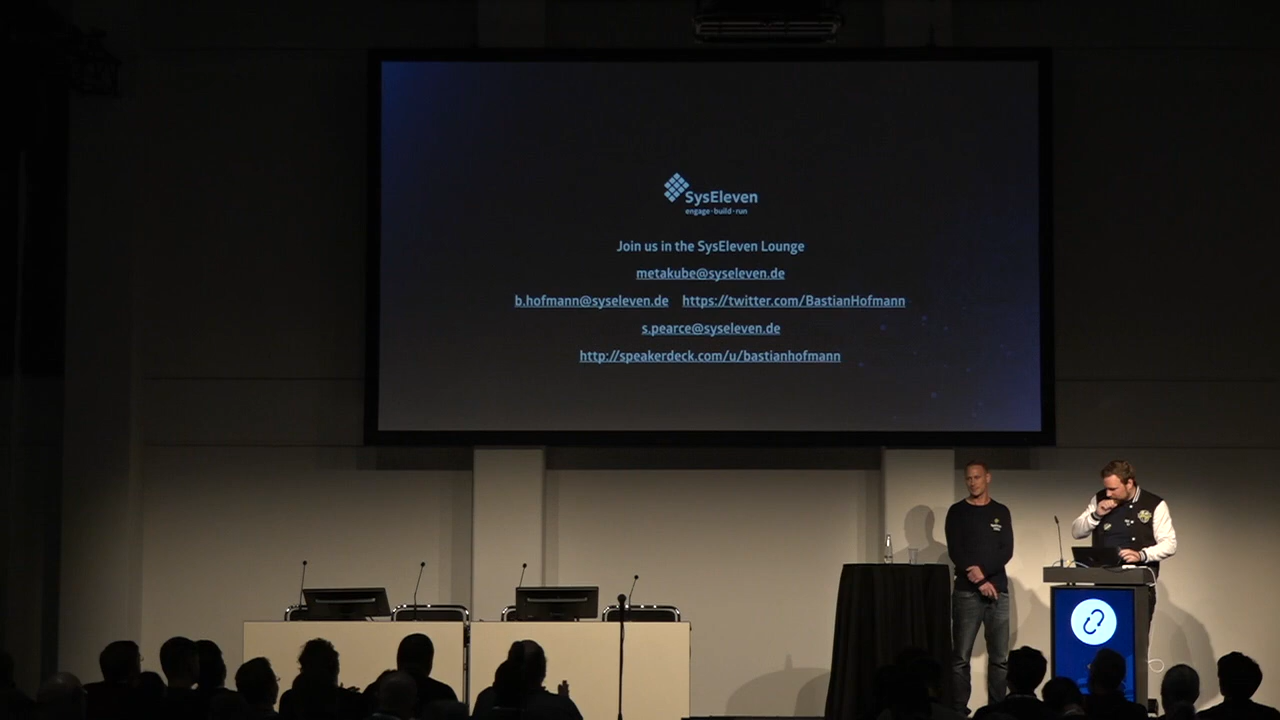 SysEleven
engage·build·run
Join us in the SysEleven Lounge
metakube@syseleven.de
b.hofmann@syseleven.de https://twitter.com/BastianHofmann
s.pearce@syseleven.de
http://speakerdeck.com/u/bastianhofmann